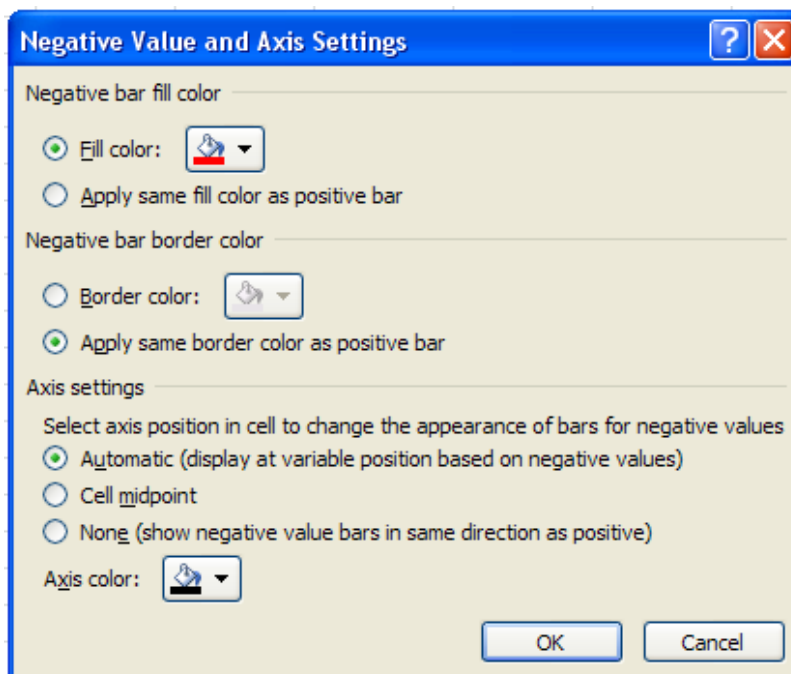 Negative Value and Axis Settings
Negative bar fill color
Fill color:
Apply same fill color as positive bar
Negative bar border color
Border color:
Apply same border color as positive bar
Axis settings
Select axis position in cell to change the appearance of bars for negative values
Automatic (display at variable position based on negative values)
Cell midpoint
None (show negative value bars in same direction as positive)
Axis color:
OK Cancel